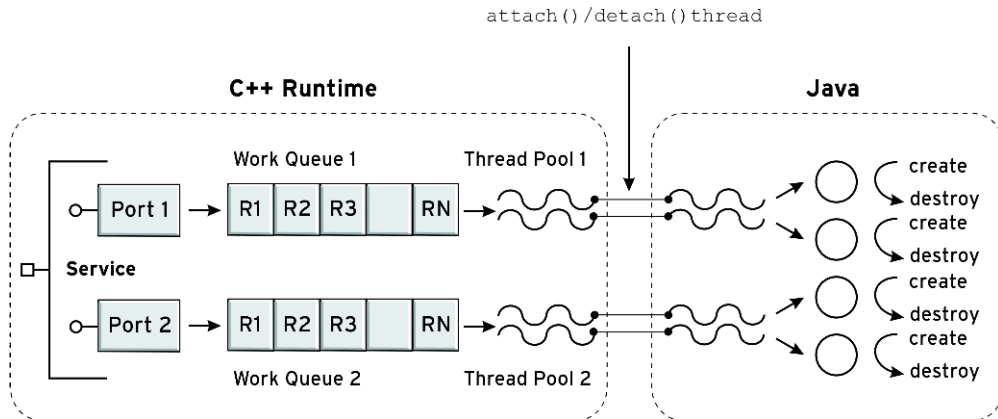 attach()/detach()thread
C++ Runtime
Java
Work Queue 1
Thread Pool 1
Port 1
R1 R2 R3 RN
create
destroy
create
destroy
Service
Port 2
R1 R2 R3 RN
create
destroy
create
destroy
Work Queue 2
Thread Pool 2